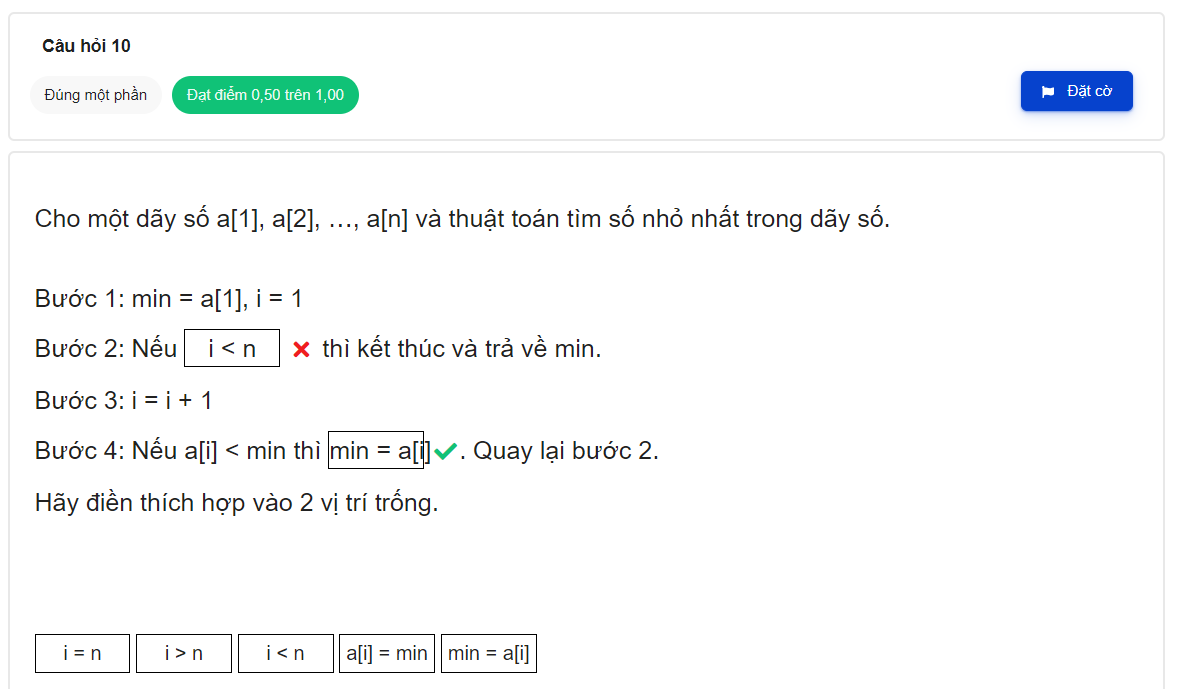 Câu hỏi 10
Đúng một phần
Đạt điểm 0,50 trên 1,00
Đặt cờ
Cho một dãy số a[1], a[2], …, a[n] và thuật toán tìm số nhỏ nhất trong dãy số.
Bước 1: min = a[1], i = 1
Bước 2: Nếu i < n thì kết thúc và trả về min.
Bước 3: i = i + 1
Bước 4: Nếu a[i] < min thì min = a[i]. Quay lại bước 2.
Hãy điền thích hợp vào 2 vị trí trống.
i = n i > n i < n a[i] = min min = a[i]